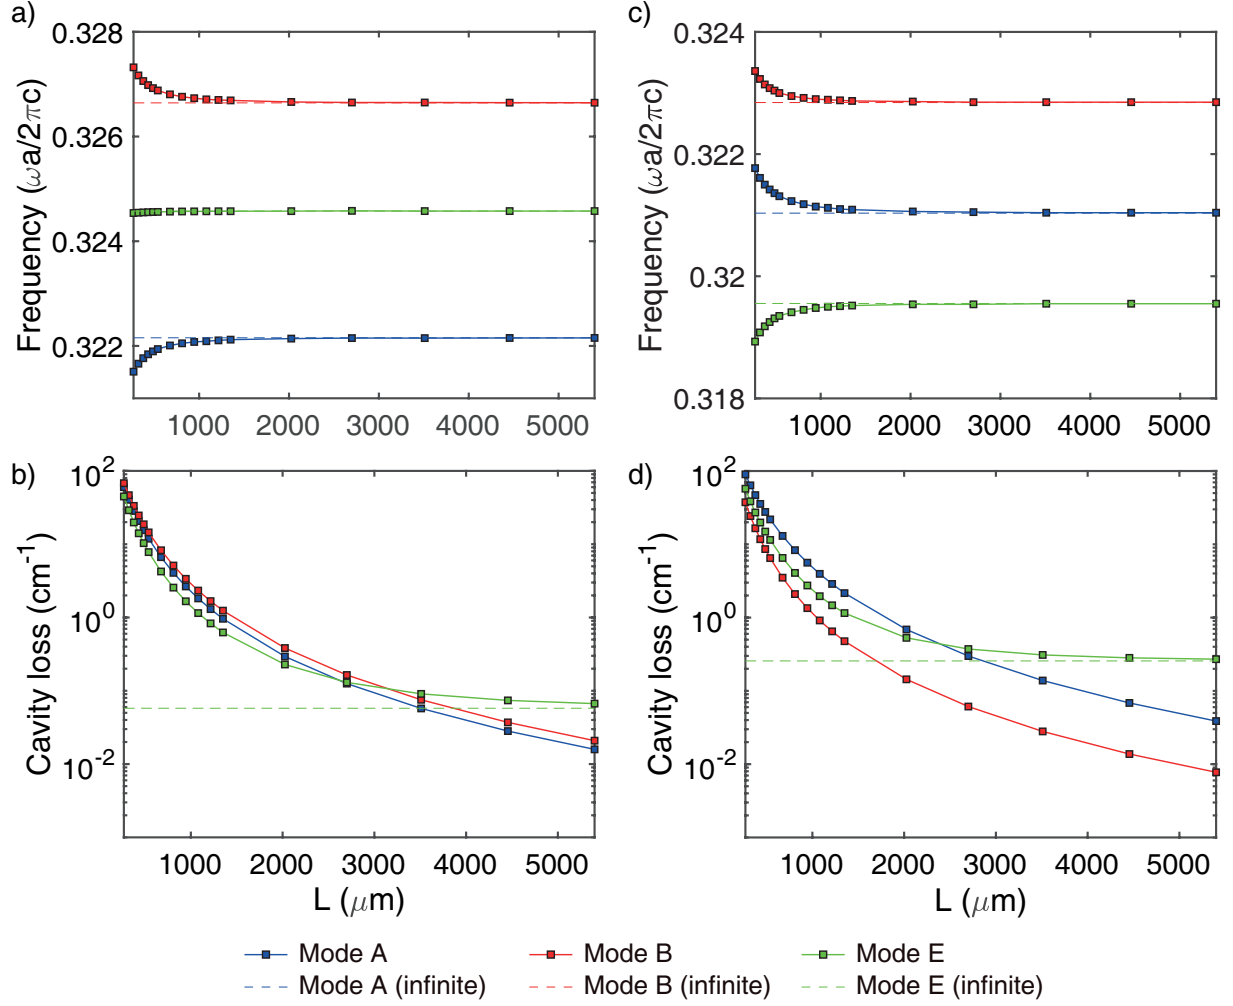 a)
0.328
0.326
0.324
0.322
Frequency (ωa/2πc)
1000 2000 3000 4000 5000
c)
0.324
0.322
0.32
0.318
Frequency (ωa/2πc)
1000 2000 3000 4000 5000
b)
10^2
10^0
10^-2
Cavity loss (cm^-1)
1000 2000 3000 4000 5000
L (μm)
d)
10^2
10^0
10^-2
Cavity loss (cm^-1)
1000 2000 3000 4000 5000
L (μm)
Mode A Mode B Mode E
Mode A (infinite) Mode B (infinite) Mode E (infinite)